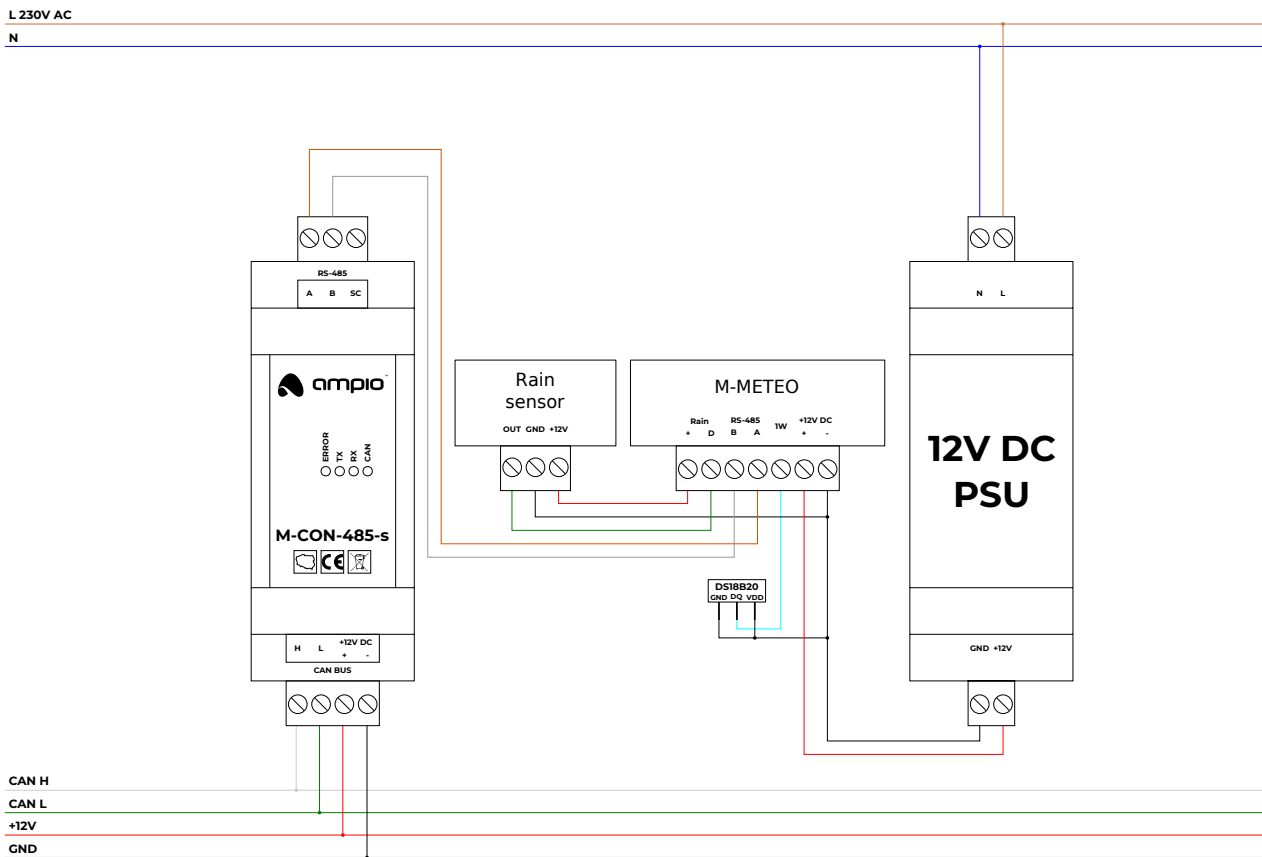 L 230V AC
N
RS-485
A B SC
ampio™
ERROR
TX
RX
CAN
M-CON-485-s
CE
H L +12V DC
+ -
CAN BUS
Rain
sensor
OUT GND +12V
M-METEO
Rain RS-485 1W +12V DC
+ D B A + -
DS18B20
GND DQ VDD
N L
12V DC
PSU
GND +12V
CAN H
CAN L
+12V
GND